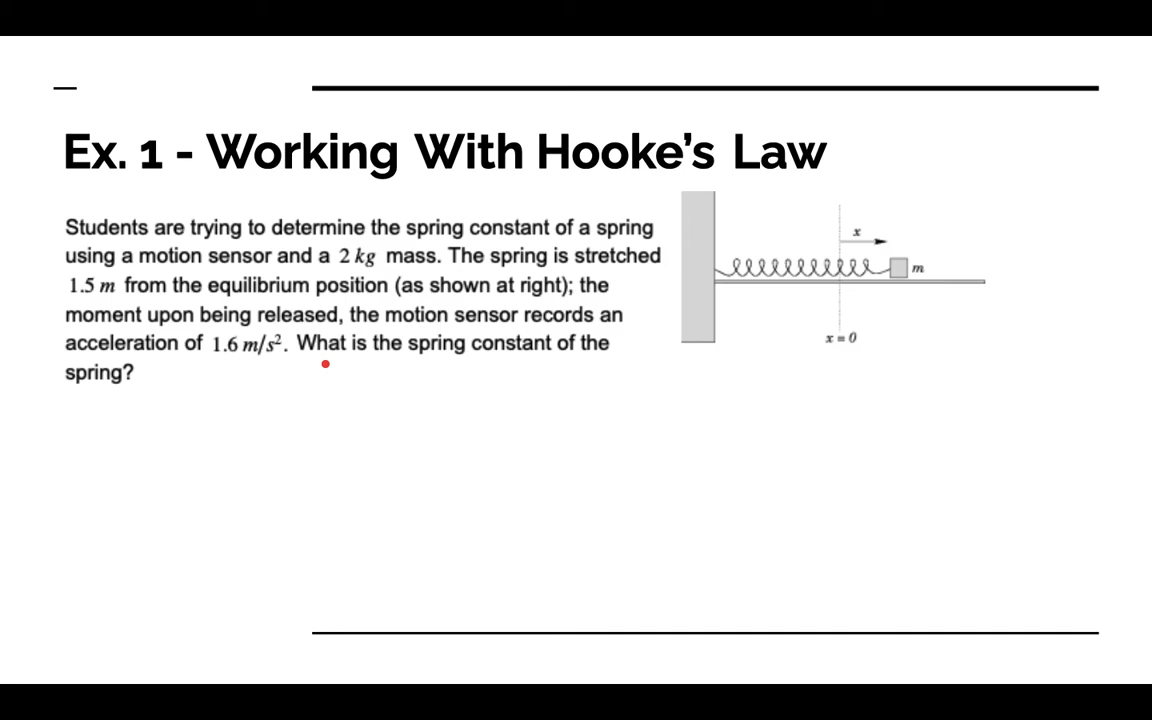 Ex. 1 - Working With Hooke's Law
Students are trying to determine the spring constant of a spring
using a motion sensor and a 2 kg mass. The spring is stretched
1.5 m from the equilibrium position (as shown at right); the
moment upon being released, the motion sensor records an
acceleration of 1.6 m/s². What is the spring constant of the
spring?
x
m
x = 0